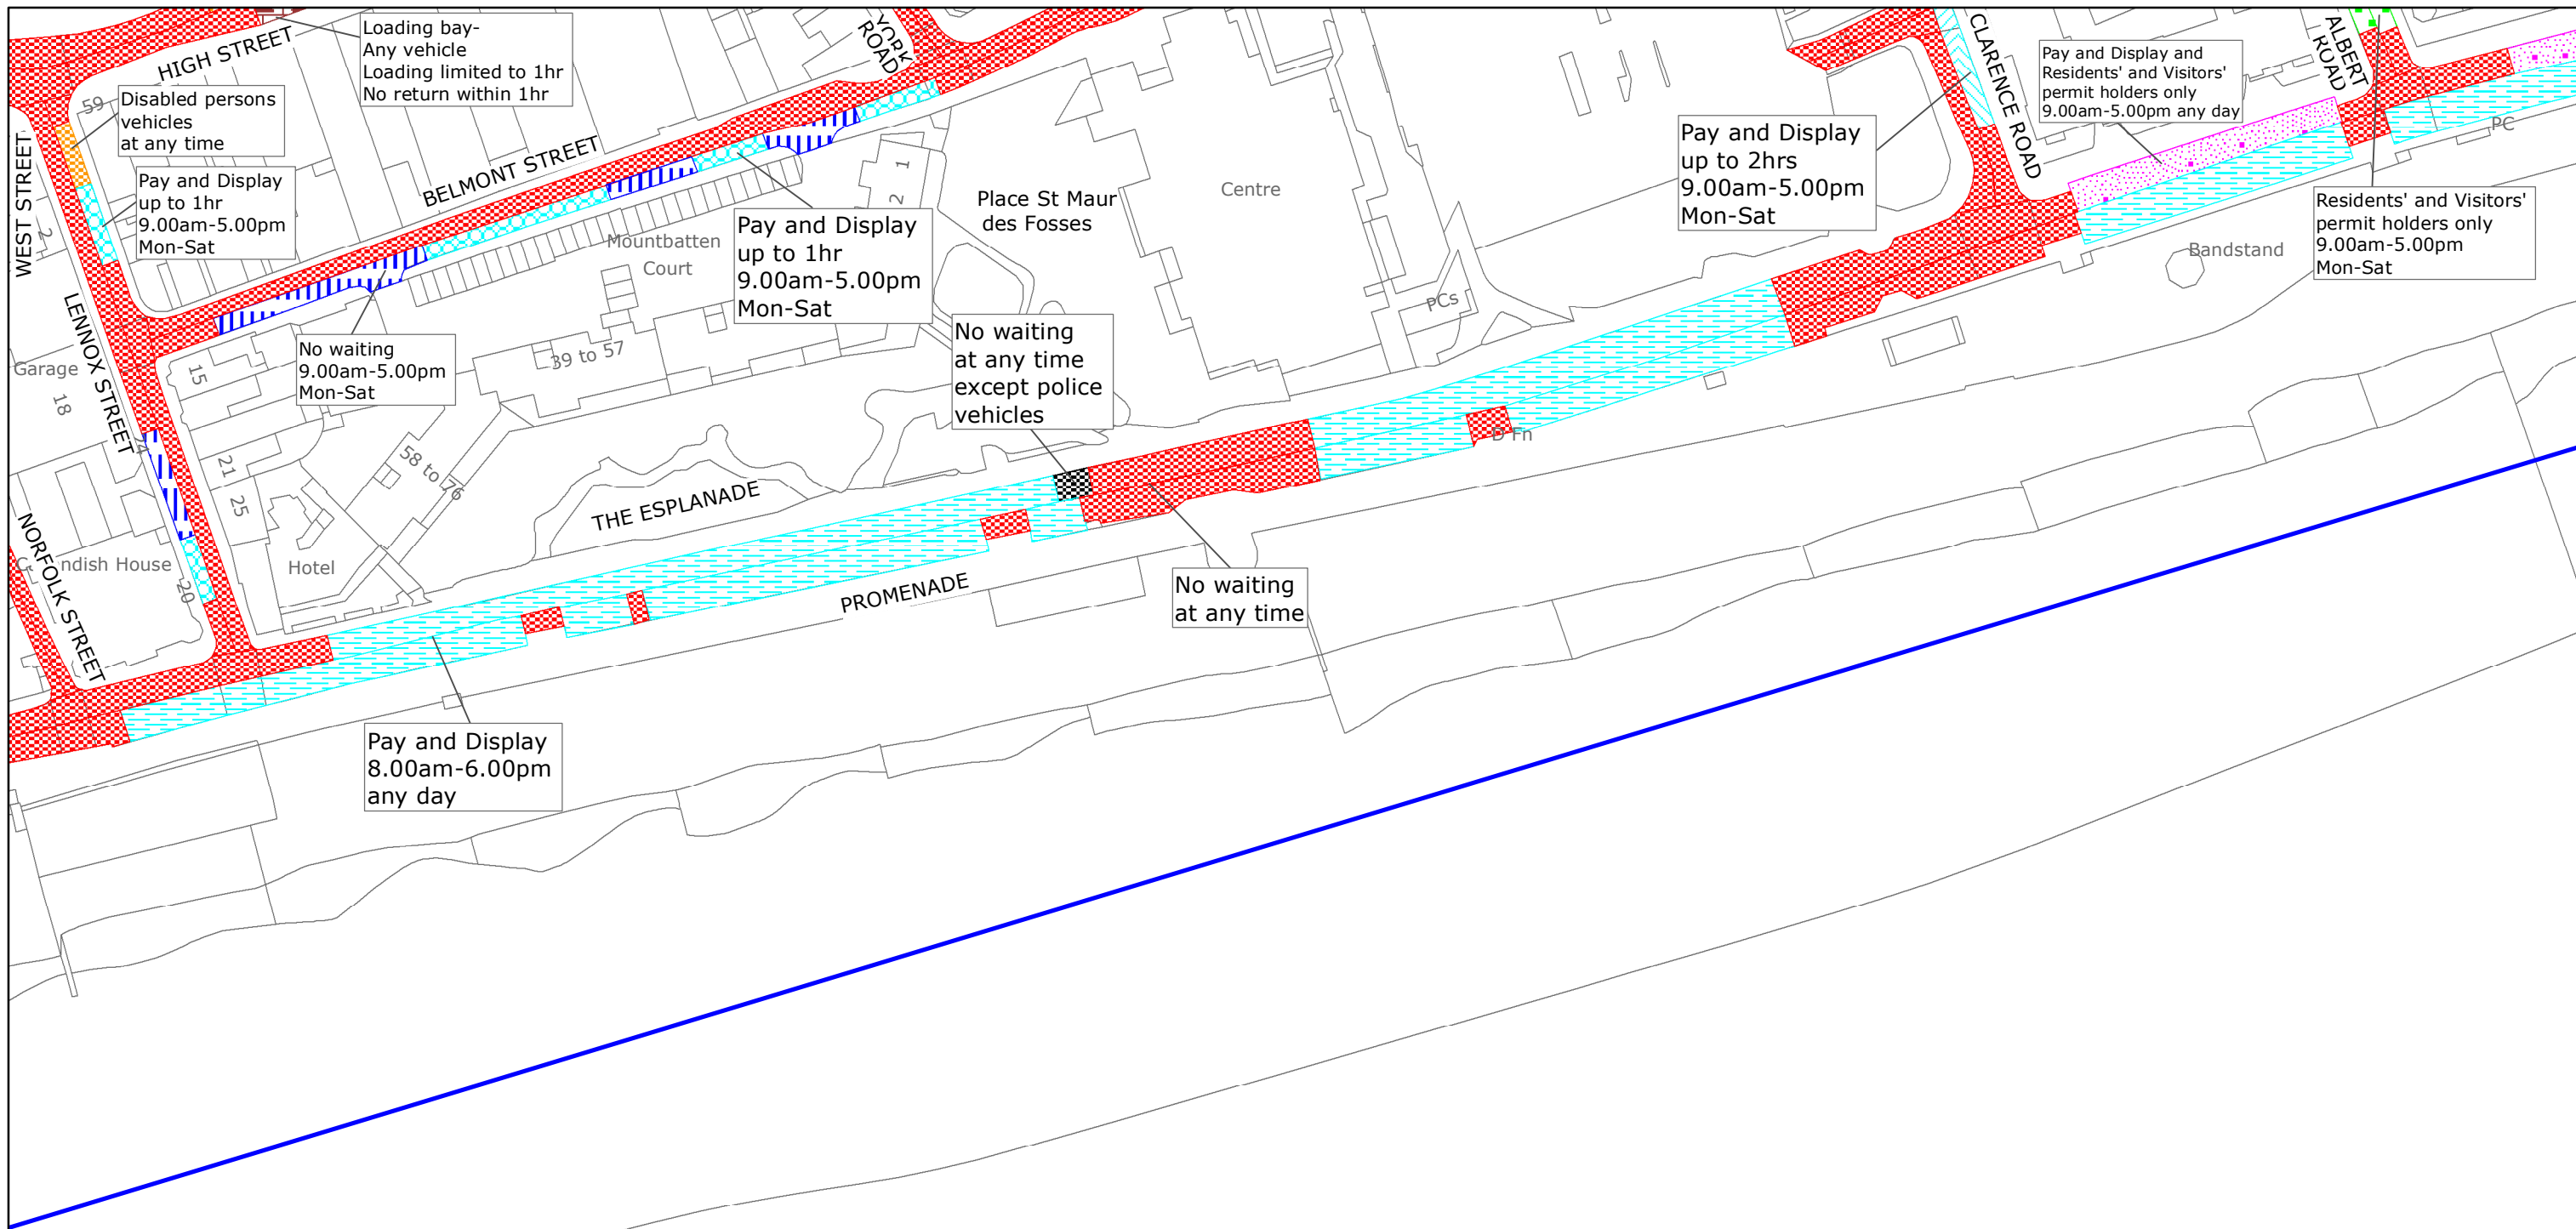 HIGH STREET
Loading bay-
Any vehicle
Loading limited to 1hr
No return within 1hr
YORK
ROAD
CLARENCE ROAD
ALBERT
ROAD
Pay and Display and
Residents' and Visitors'
permit holders only
9.00am-5.00pm any day
59
Disabled persons
vehicles
at any time
WEST STREET
2
Pay and Display
up to 1hr
9.00am-5.00pm
Mon-Sat
BELMONT STREET
1
2
Place St Maur
des Fosses
Centre
Pay and Display
up to 2hrs
9.00am-5.00pm
Mon-Sat
PC
Residents' and Visitors'
permit holders only
9.00am-5.00pm
Mon-Sat
Bandstand
Mountbatten
Court
Pay and Display
up to 1hr
9.00am-5.00pm
Mon-Sat
PCs
LENNOX STREET
Garage
18
15
No waiting
9.00am-5.00pm
Mon-Sat
39 to 57
No waiting
at any time
except police
vehicles
D Fn
24
21
25
58 to 76
THE ESPLANADE
NORFOLK STREET
ndish House
20
Hotel
PROMENADE
No waiting
at any time
Pay and Display
8.00am-6.00pm
any day